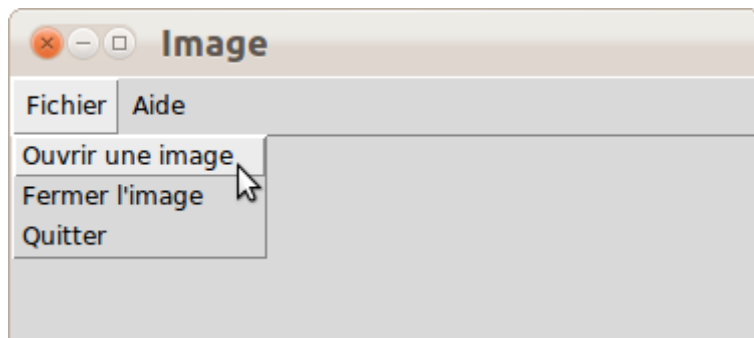 Image
Fichier Aide
Ouvrir une image
Fermer l'image
Quitter